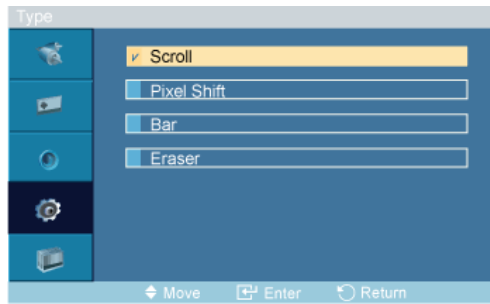 Type
Scroll
Pixel Shift
Bar
Eraser
Move Enter Return